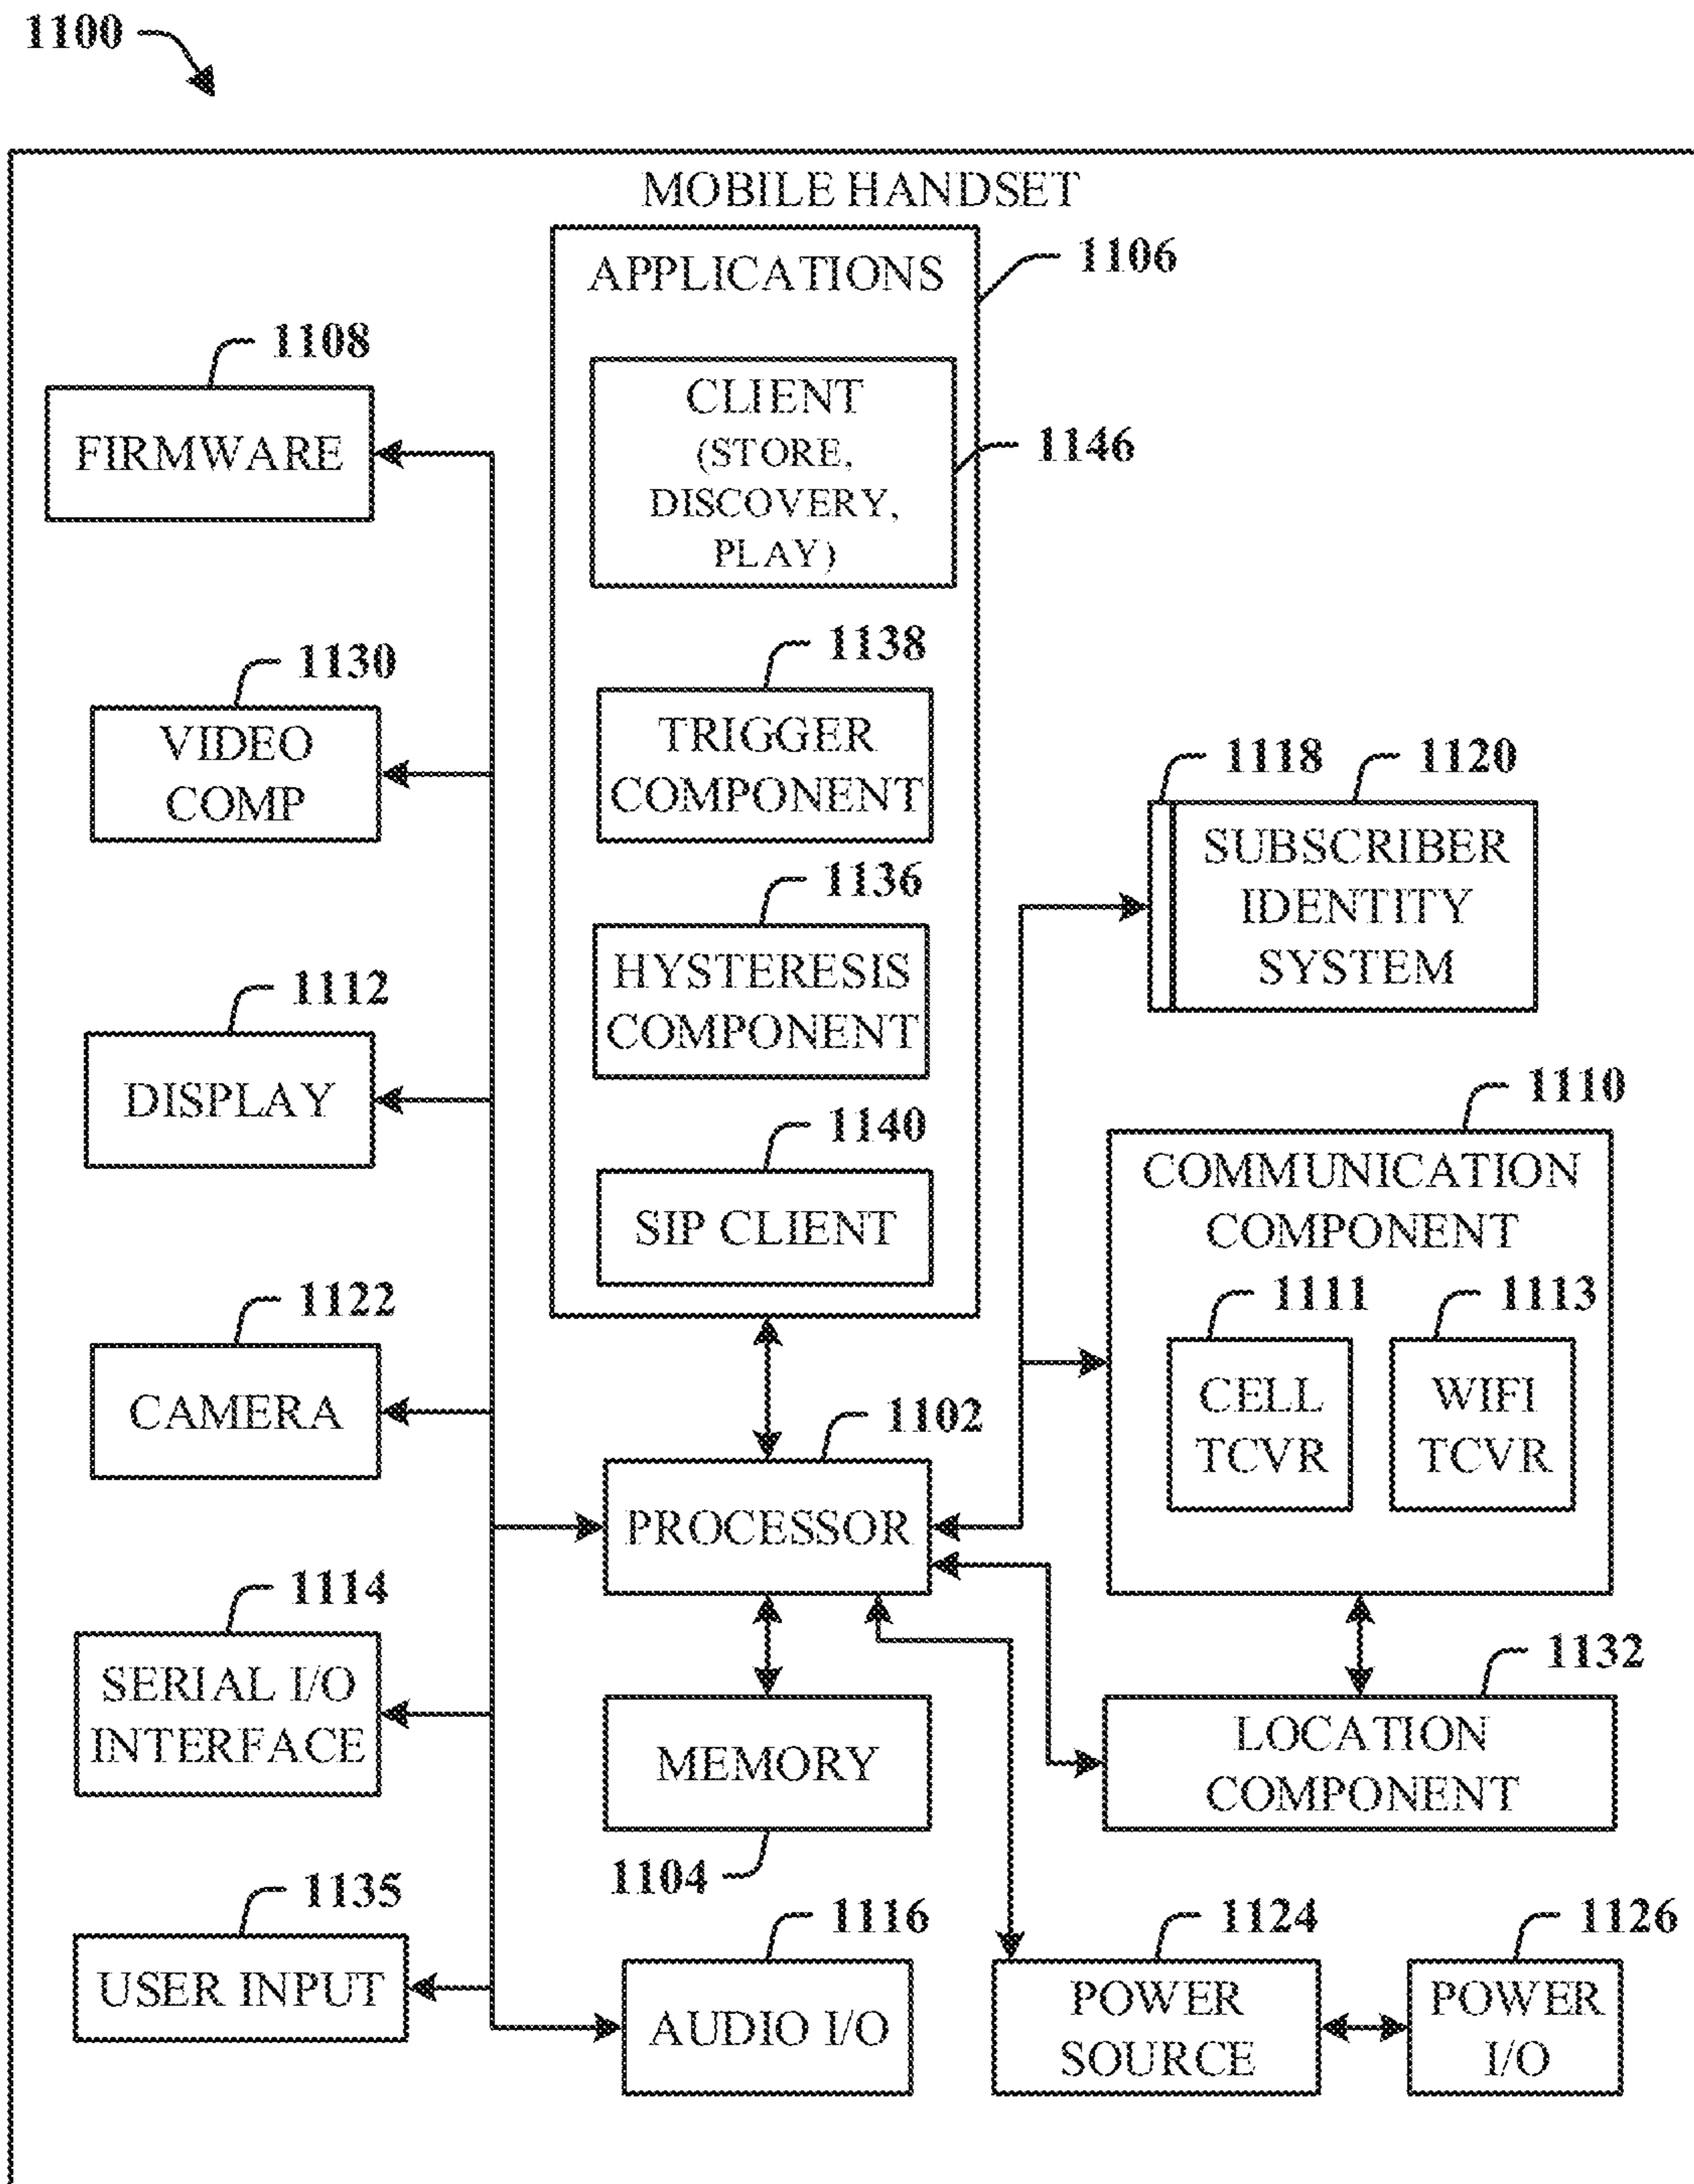 1100
MOBILE HANDSET
APPLICATIONS
1106
CLIENT
(STORE,
DISCOVERY,
PLAY)
1146
1138
TRIGGER
COMPONENT
1136
HYSTERESIS
COMPONENT
1140
SIP CLIENT
1108
FIRMWARE
1130
VIDEO
COMP
1112
DISPLAY
1122
CAMERA
1114
SERIAL I/O
INTERFACE
1135
USER INPUT
1102
PROCESSOR
MEMORY
1104
1116
AUDIO I/O
1118
1120
SUBSCRIBER
IDENTITY
SYSTEM
1110
COMMUNICATION
COMPONENT
1111
CELL
TCVR
1113
WIFI
TCVR
1132
LOCATION
COMPONENT
1124
POWER
SOURCE
1126
POWER
I/O